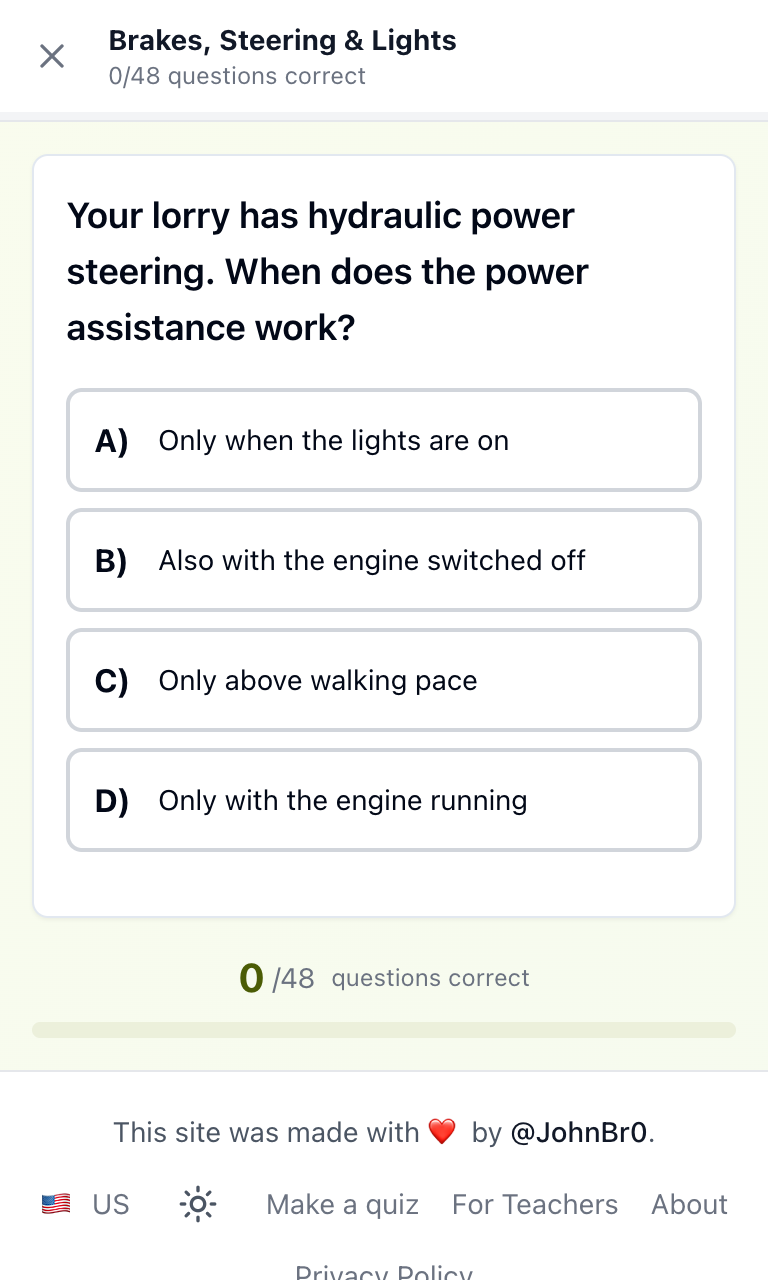 Brakes, Steering & Lights
0/48 questions correct
Your lorry has hydraulic power
steering. When does the power
assistance work?
A) Only when the lights are on
B) Also with the engine switched off
C) Only above walking pace
D) Only with the engine running
0 /48 questions correct
This site was made with ❤️ by @JohnBr0.
🇺🇸 US Make a quiz For Teachers About
Privacy Policy